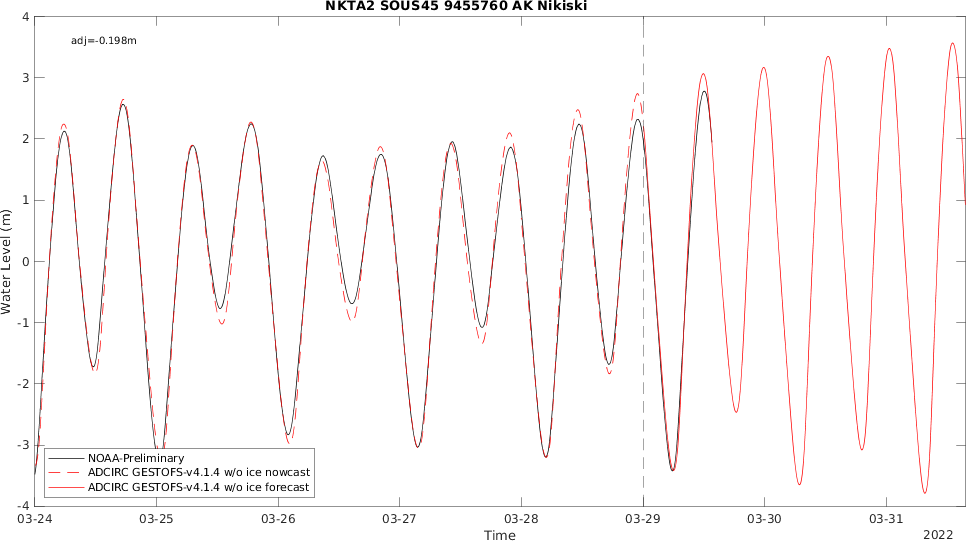 NKTA2 SOUS45 9455760 AK Nikiski
adj=-0.198m
Water Level (m)
4
3
2
1
0
-1
-2
-3
-4
NOAA-Preliminary
ADCIRC GESTOFS-v4.1.4 w/o ice nowcast
ADCIRC GESTOFS-v4.1.4 w/o ice forecast
03-24 03-25 03-26 03-27 03-28 03-29 03-30 03-31
Time
2022